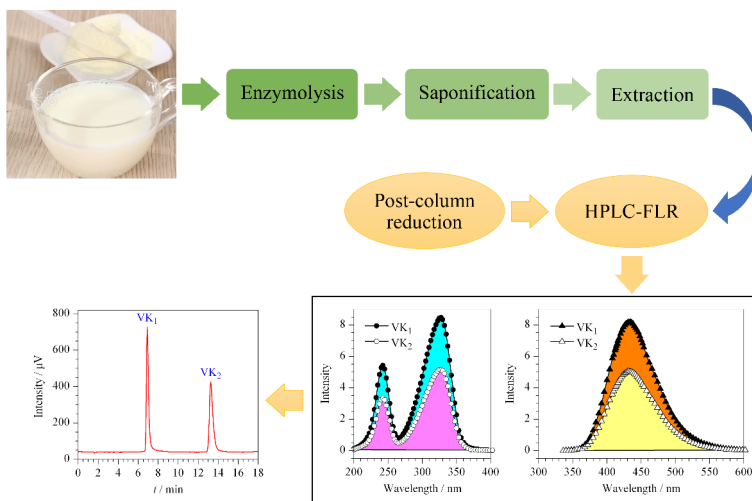 Enzymolysis
Saponification
Extraction
Post-column
reduction
HPLC-FLR
800
600
400
200
0
Intensity / μV
VK1
VK2
0 2 4 6 8 10 12 14 16 18
t / min
8
6
4
2
0
Intensity
VK1
VK2
200 250 300 350 400
Wavelength / nm
8
6
4
2
0
VK1
VK2
300 350 400 450 500 550 600
Wavelength / nm